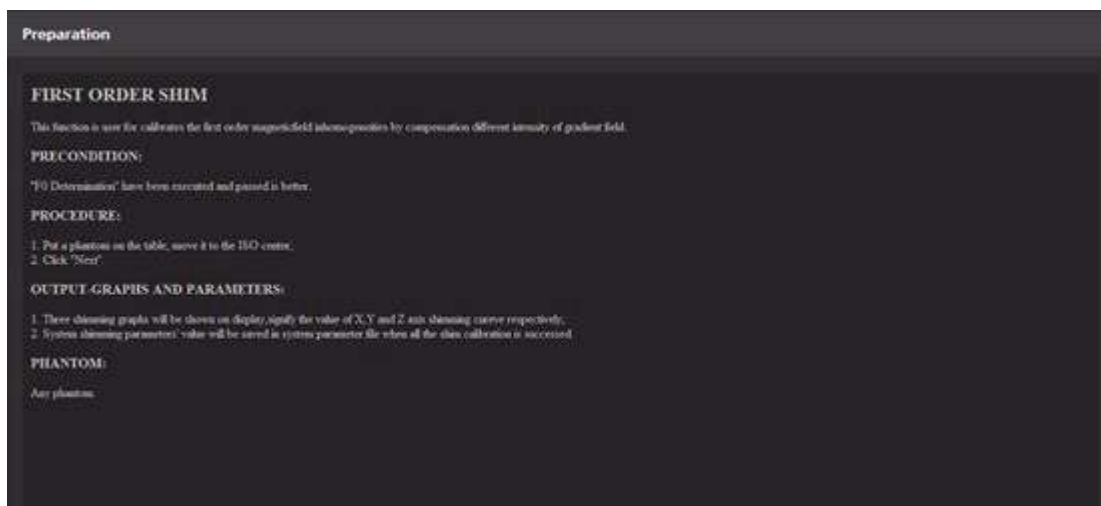 Preparation
FIRST ORDER SHIM
This function is user for calibrates the first order magneticfield inhomogeneities by compensation different intensity of gradient field.
PRECONDITION:
"F0 Determination" have been executed and passed is better.
PROCEDURE:
1. Put a phantom on the table, move it to the ISO center;
2. Click "Next"
OUTPUT-GRAPHS AND PARAMETERS:
1. Three shimming graphs will be shown on display,signify the value of X,Y and Z axis shimming curve respectively;
2. System shimming parameters' value will be saved in system parameter file when all the shim calibration is successed.
PHANTOM:
Any phantom.